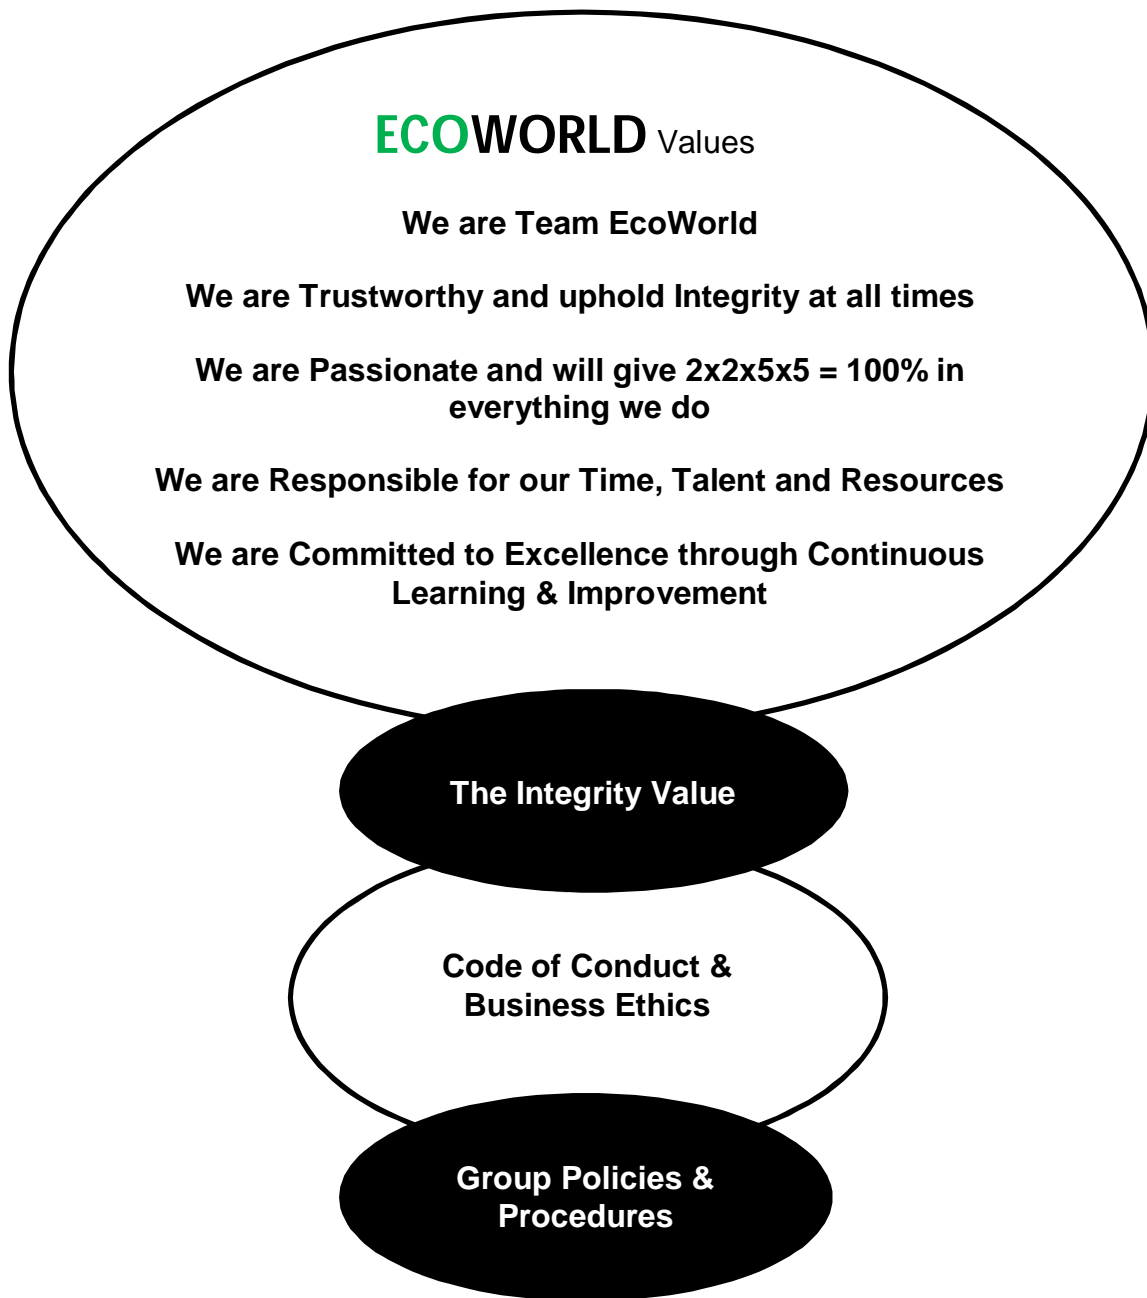 ECOWORLD Values
We are Team EcoWorld
We are Trustworthy and uphold Integrity at all times
We are Passionate and will give 2x2x5x5 = 100% in
everything we do
We are Responsible for our Time, Talent and Resources
We are Committed to Excellence through Continuous
Learning & Improvement
The Integrity Value
Code of Conduct &
Business Ethics
Group Policies &
Procedures